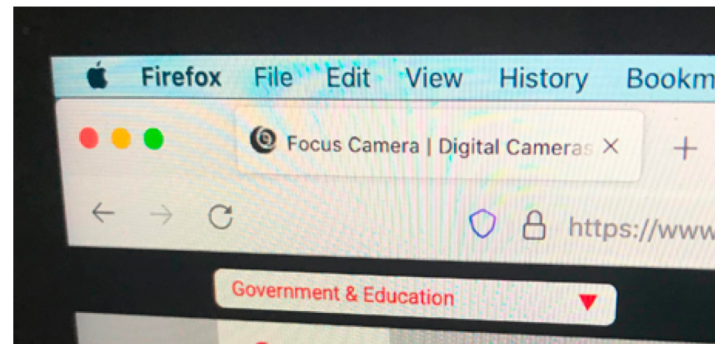 Firefox File Edit View History Bookm
Focus Camera | Digital Cameras
https://www
Government & Education